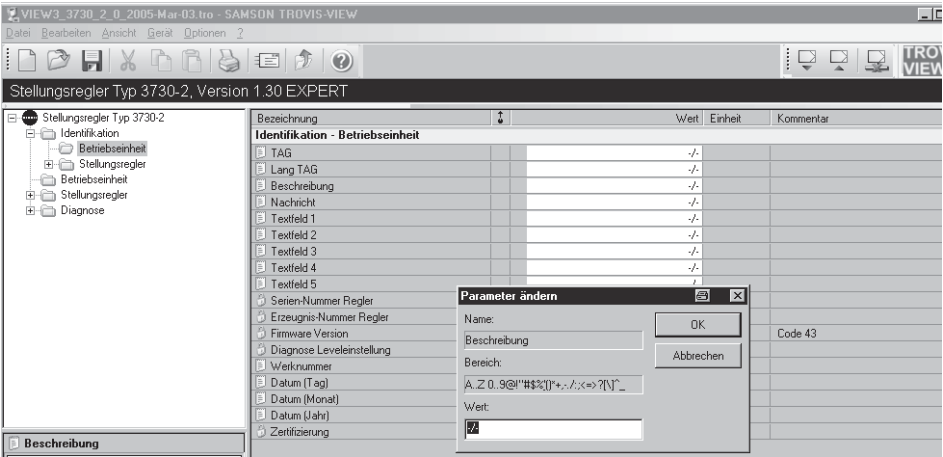 VIEW3_3730_2_0_2005-Mar-03.tro - SAMSON TROVIS-VIEW
Datei Bearbeiten Ansicht Gerät Optionen ?
TROV
VIEW
Stellungsregler Typ 3730-2, Version 1.30 EXPERT
Stellungsregler Typ 3730-2
Identifikation
Betriebseinheit
Stellungsregler
Betriebseinheit
Stellungsregler
Diagnose
Bezeichnung Wert Einheit Kommentar
Identifikation - Betriebseinheit
TAG -/-
Lang TAG -/-
Beschreibung -/-
Nachricht -/-
Textfeld 1 -/-
Textfeld 2 -/-
Textfeld 3 -/-
Textfeld 4 -/-
Textfeld 5
Serien-Nummer Regler
Erzeugnis-Nummer Regler
Firmware Version Code 43
Diagnose Leveleinstellung
Werknummer
Datum (Tag)
Datum (Monat)
Datum (Jahr)
Zertifizierung
Parameter ändern
Name:
Beschreibung
Bereich:
A..Z 0..9@!"#$%'()*+,-./:;<=>?[\]^_
Wert:
-/-
OK
Abbrechen
Beschreibung